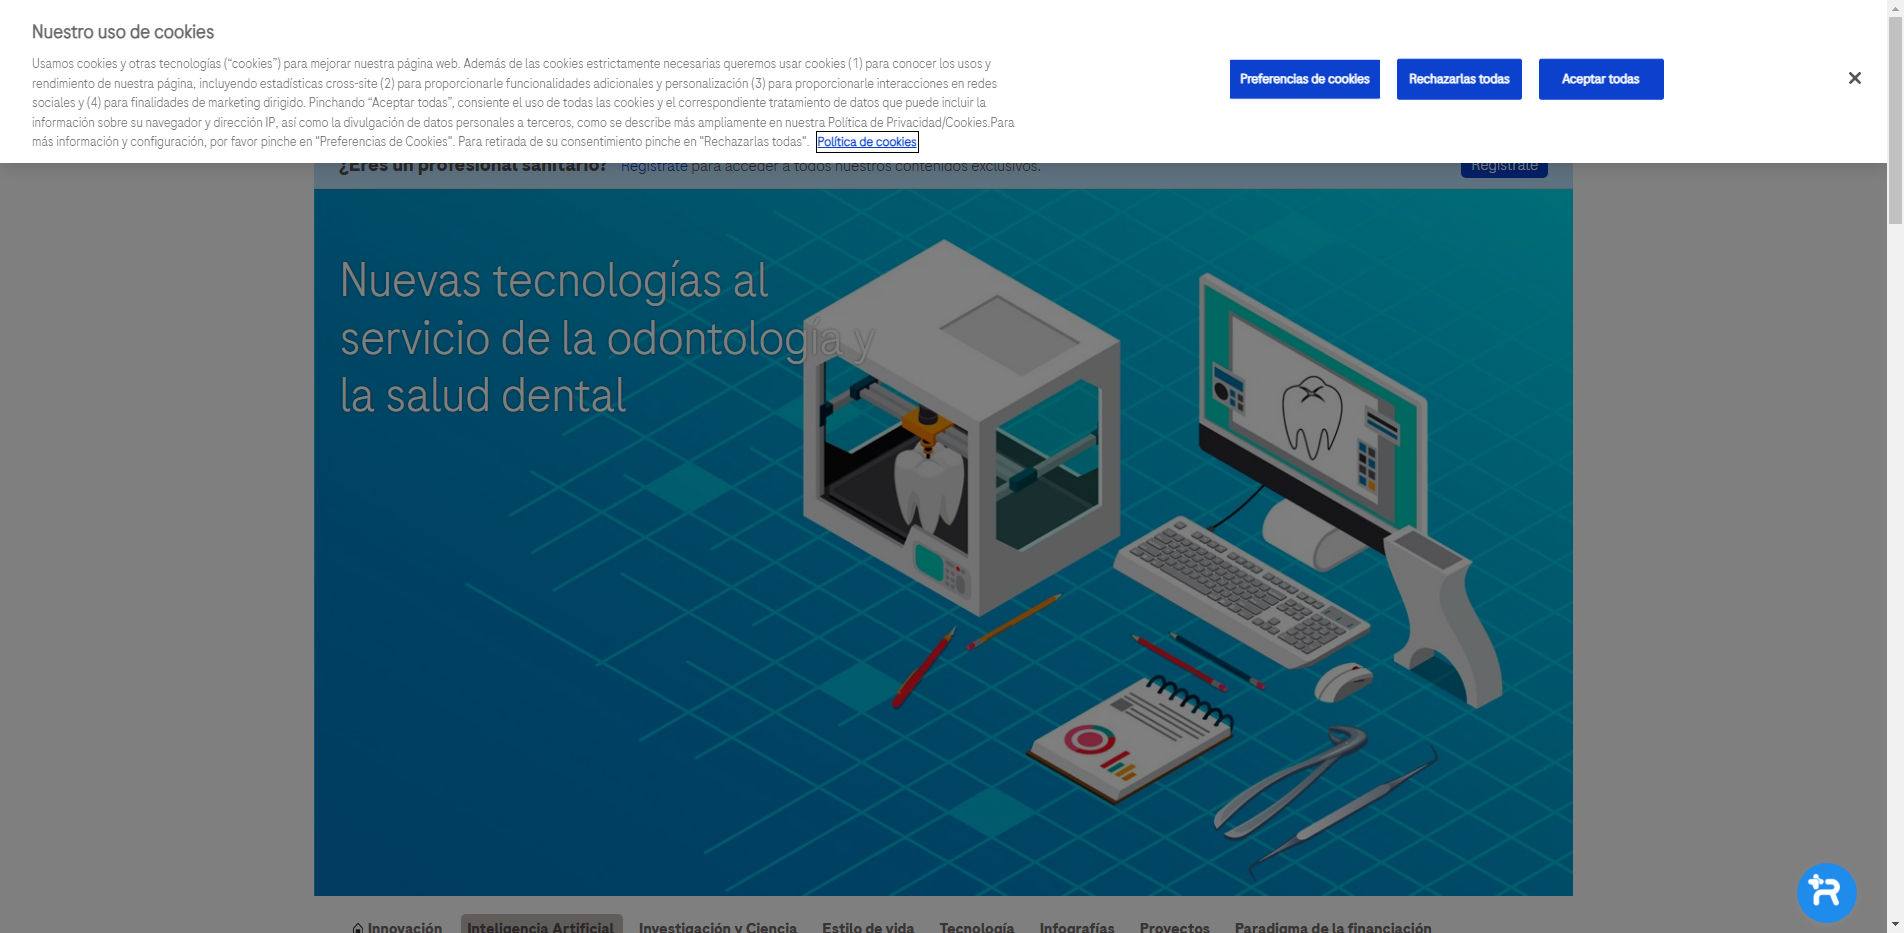 Nuestro uso de cookies
Usamos cookies y otras tecnologías (“cookies”) para mejorar nuestra página web. Además de las cookies estrictamente necesarias queremos usar cookies (1) para conocer los usos y
rendimiento de nuestra página, incluyendo estadísticas cross-site (2) para proporcionarle funcionalidades adicionales y personalización (3) para proporcionarle interacciones en redes
sociales y (4) para finalidades de marketing dirigido. Pinchando “Aceptar todas”, consiente el uso de todas las cookies y el correspondiente tratamiento de datos que puede incluir la
información sobre su navegador y dirección IP, así como la divulgación de datos personales a terceros, como se describe más ampliamente en nuestra Política de Privacidad/Cookies.Para
más información y configuración, por favor pinche en "Preferencias de Cookies". Para retirada de su consentimiento pinche en "Rechazarlas todas". Política de cookies
Preferencias de cookies
Rechazarlas todas
Aceptar todas
¿Eres un profesional sanitario? Regístrate para acceder a todos nuestros contenidos exclusivos.
Regístrate
Nuevas tecnologías al
servicio de la odontología y
la salud dental
Innovación Inteligencia Artificial Investigación y Ciencia Estilo de vida Tecnología Infografías Proyectos Paradigma de la financiación